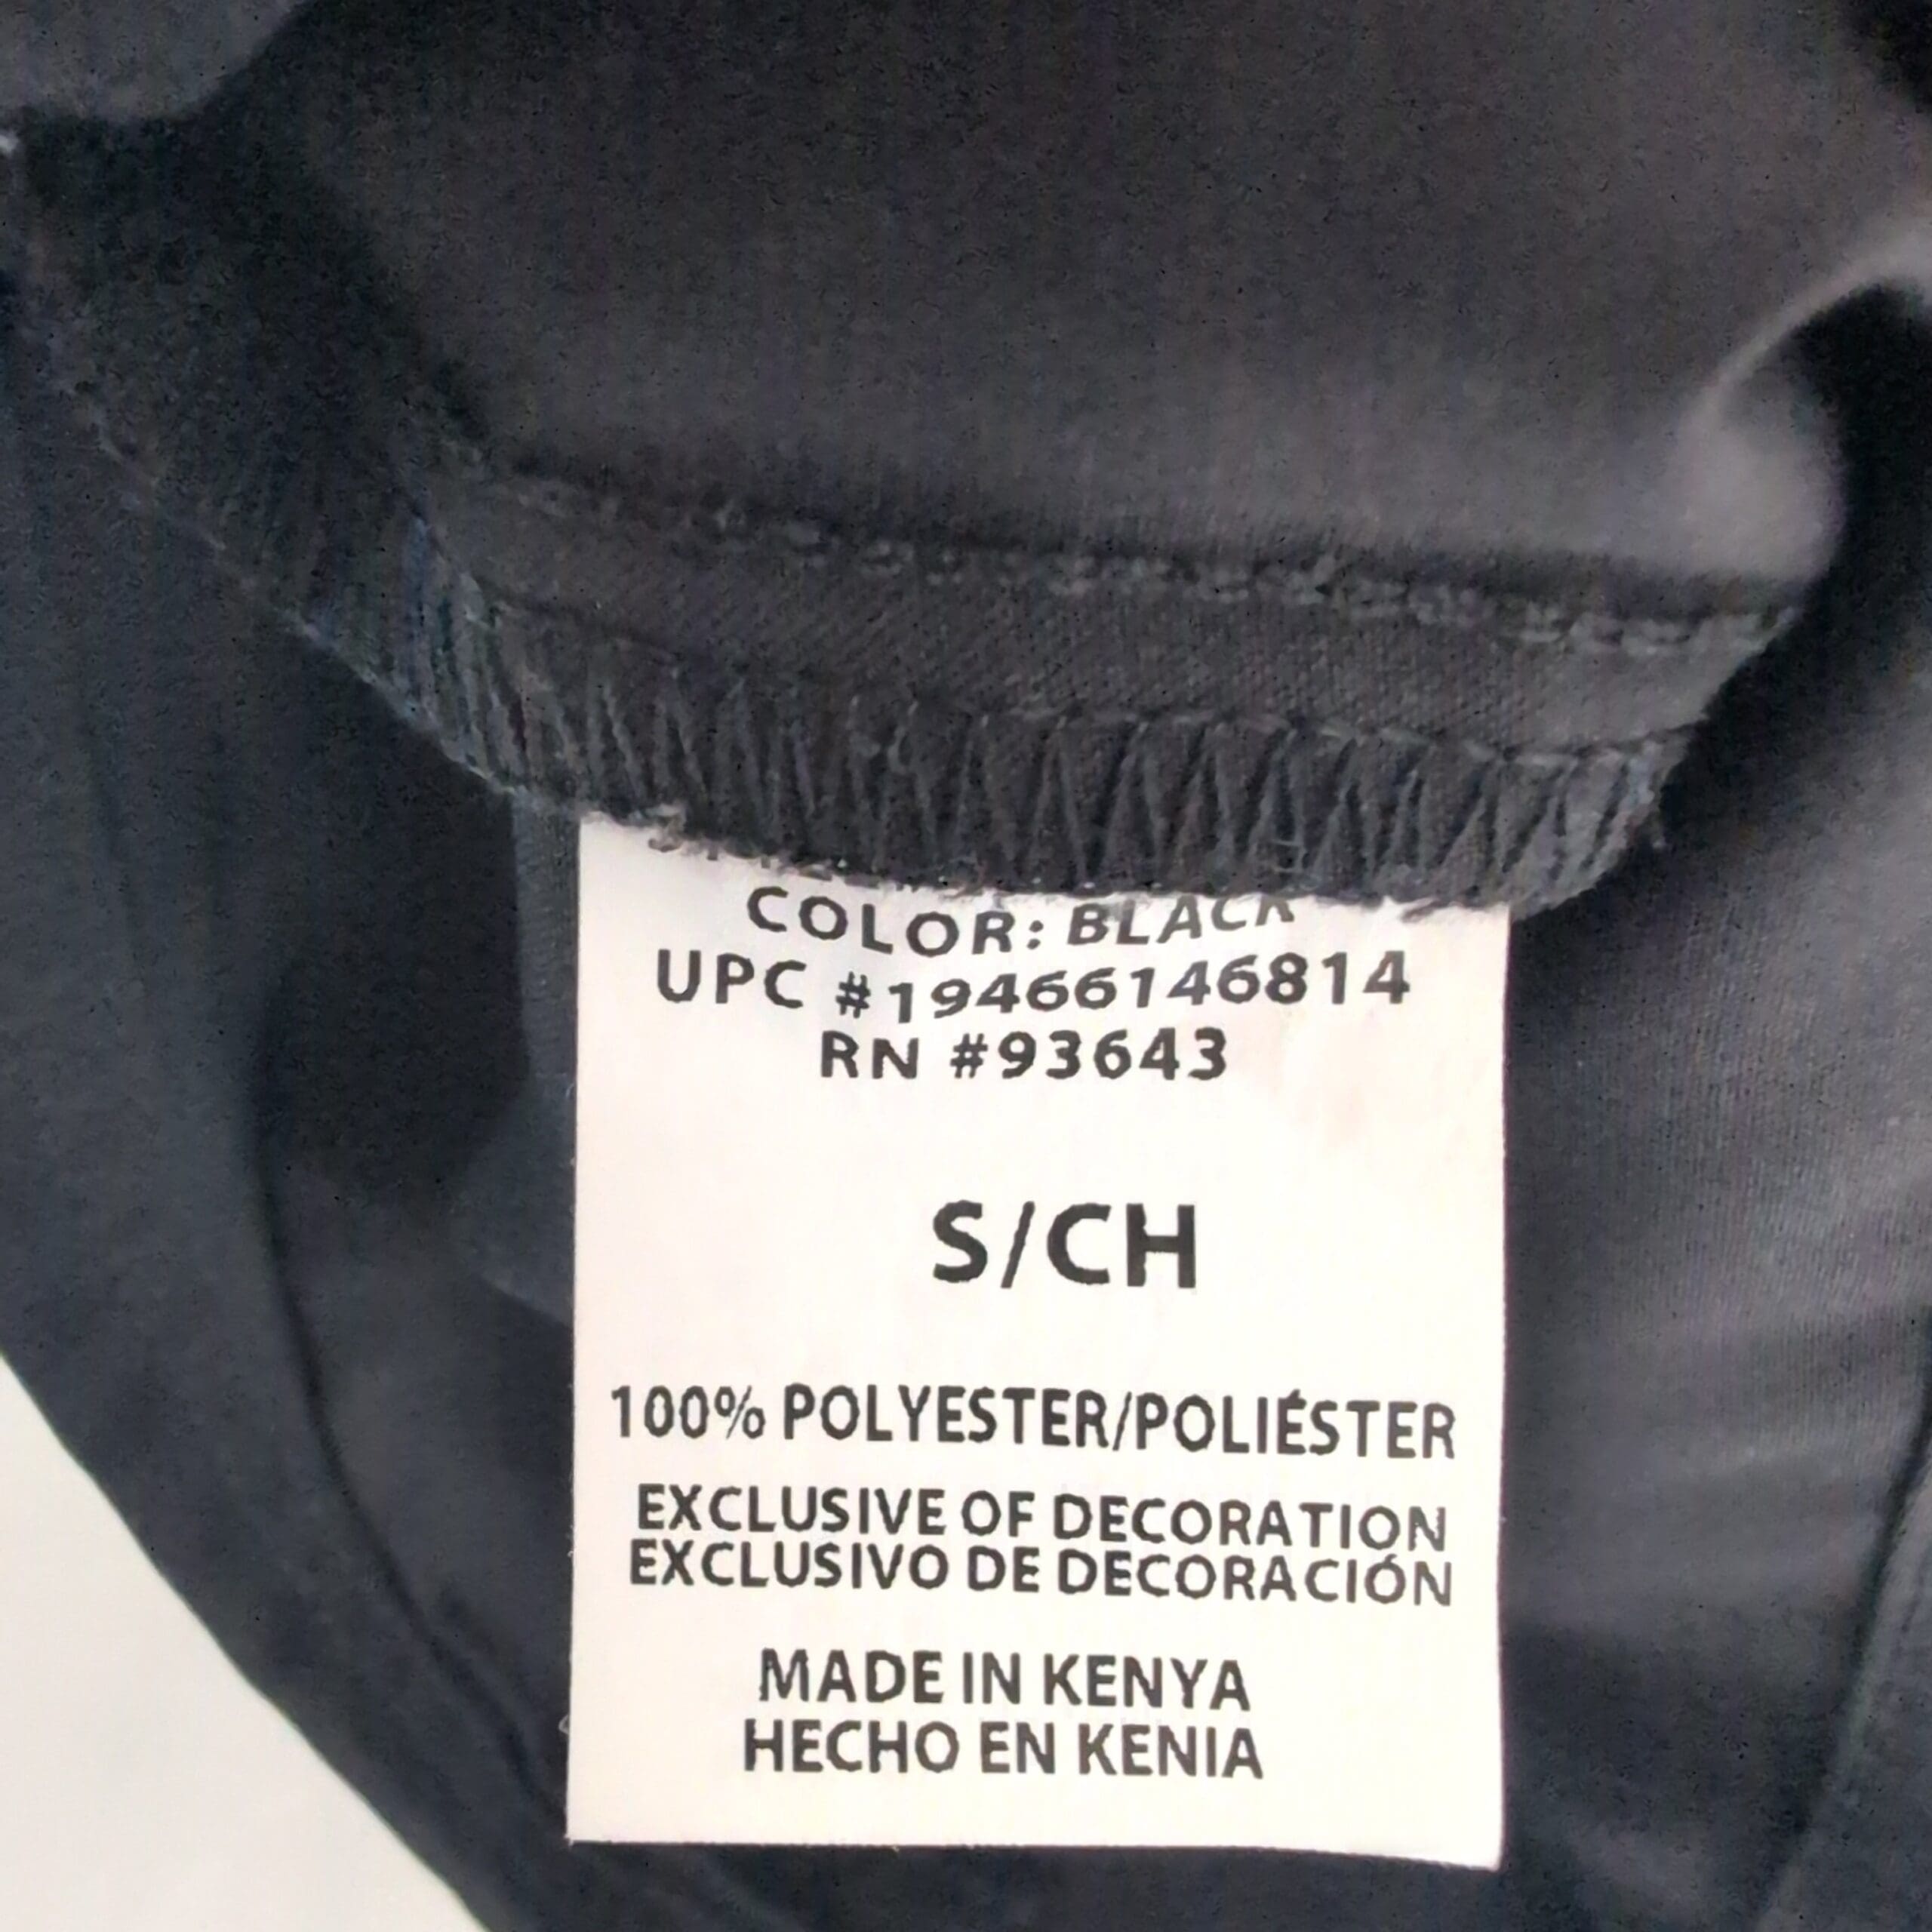 COLOR: BLACK
UPC #19466146814
RN #93643
S/CH
100% POLYESTER/POLIÉSTER
EXCLUSIVE OF DECORATION
EXCLUSIVO DE DECORACIÓN
MADE IN KENYA
HECHO EN KENIA